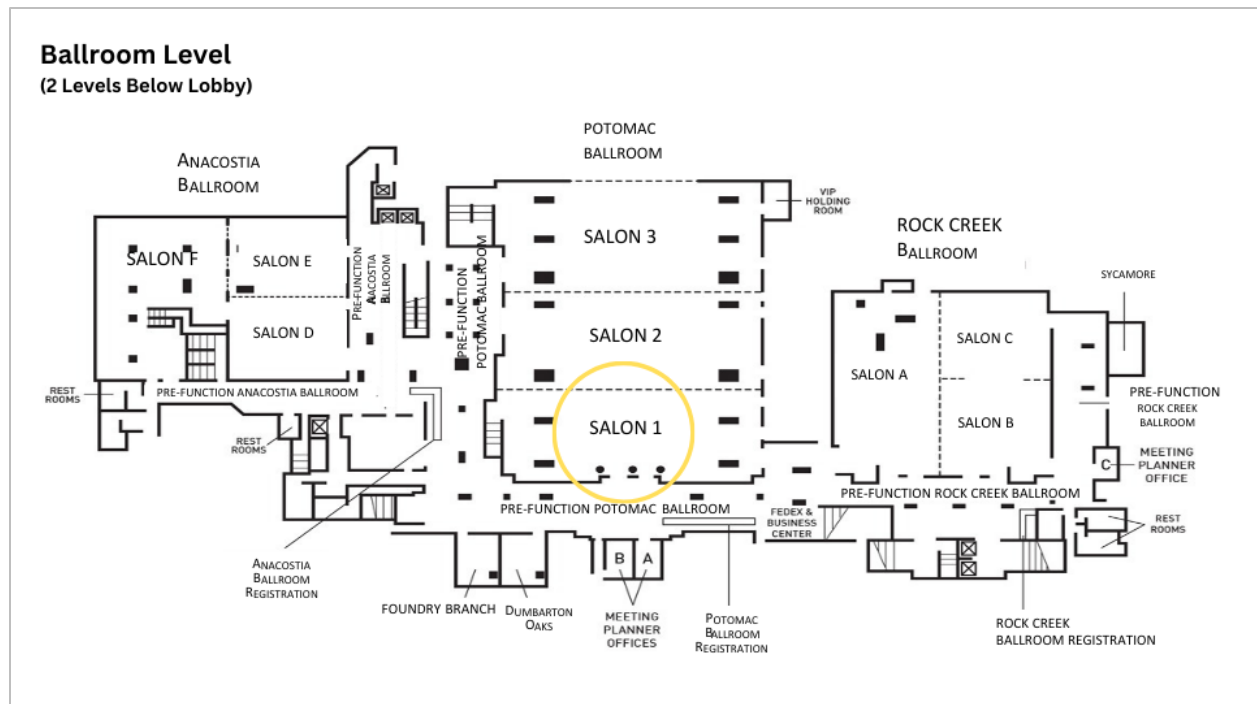 Ballroom Level
(2 Levels Below Lobby)
ANACOSTIA
BALLROOM
POTOMAC
BALLROOM
ROCK CREEK
BALLROOM
VIP
HOLDING
ROOM
SYCAMORE
SALON F
SALON E
SALON D
PRE-FUNCTION
ANACOSTIA
BALLROOM
PRE-FUNCTION
POTOMAC BALLROOM
SALON 3
SALON 2
SALON 1
SALON A
SALON C
SALON B
PRE-FUNCTION
ROCK CREEK
BALLROOM
REST
ROOMS
PRE-FUNCTION ANACOSTIA BALLROOM
REST
ROOMS
C
MEETING
PLANNER
OFFICE
PRE-FUNCTION POTOMAC BALLROOM
FEDEX &
BUSINESS
CENTER
PRE-FUNCTION ROCK CREEK BALLROOM
REST
ROOMS
ANACOSTIA
BALLROOM
REGISTRATION
FOUNDRY BRANCH
DUMBARTON
OAKS
B
A
MEETING
PLANNER
OFFICES
POTOMAC
BALLROOM
REGISTRATION
ROCK CREEK
BALLROOM REGISTRATION